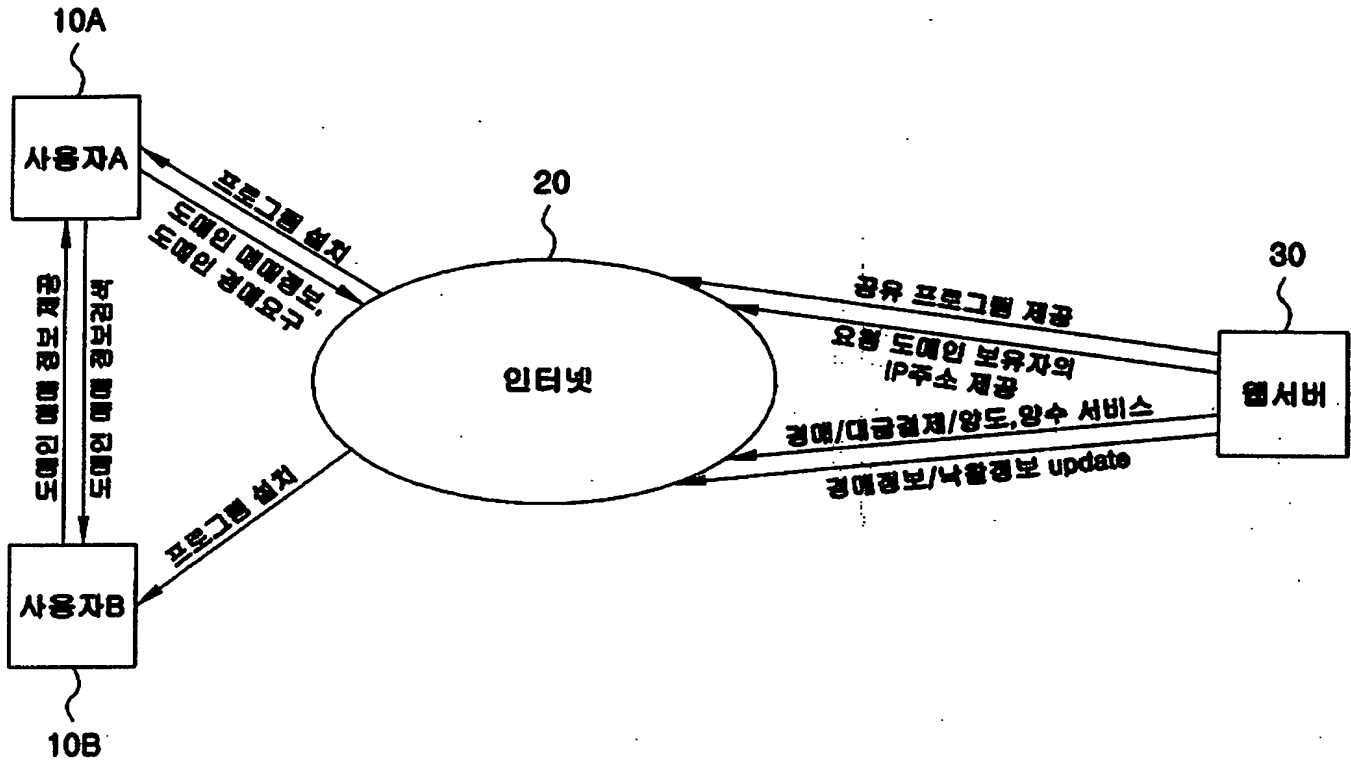 10A
사용자A
프로그램 설치
도메인 매매정보,
도메인 경매요구
20
인터넷
30
웹서버
공유 프로그램 제공
요청 도메인 보유자의
IP주소 제공
경매/대금결제/양도,양수 서비스
경매정보/낙찰정보 update
도메인 매매 정보 제공
도메인 매매 정보검색
프로그램 설치
사용자B
10B